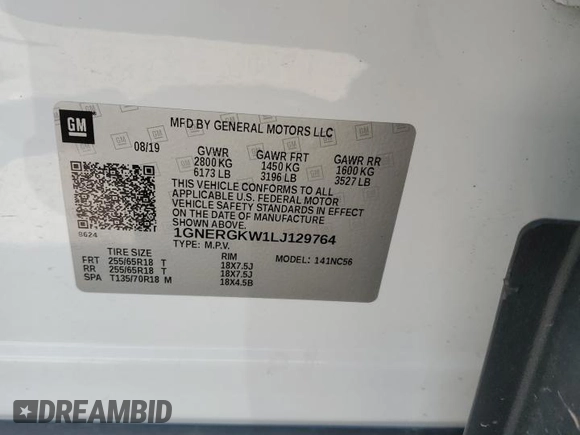 GM
MFD BY GENERAL MOTORS LLC
08/19
GVWR GAWR FRT GAWR RR
2800 KG 1450 KG 1600 KG
6173 LB 3196 LB 3527 LB
THIS VEHICLE CONFORMS TO ALL
APPLICABLE U.S. FEDERAL MOTOR
VEHICLE SAFETY STANDARDS IN EFFECT
ON THE DATE OF MANUFACTURE
SHOWN ABOVE.
1GNERGKW1LJ129764
8624
TYPE: M.P.V. MODEL: 141NC56
TIRE SIZE RIM
FRT 255/65R18 T 18X7.5J
RR 255/65R18 T 18X7.5J
SPA T135/70R18 M 18X4.5B
DREAMBID